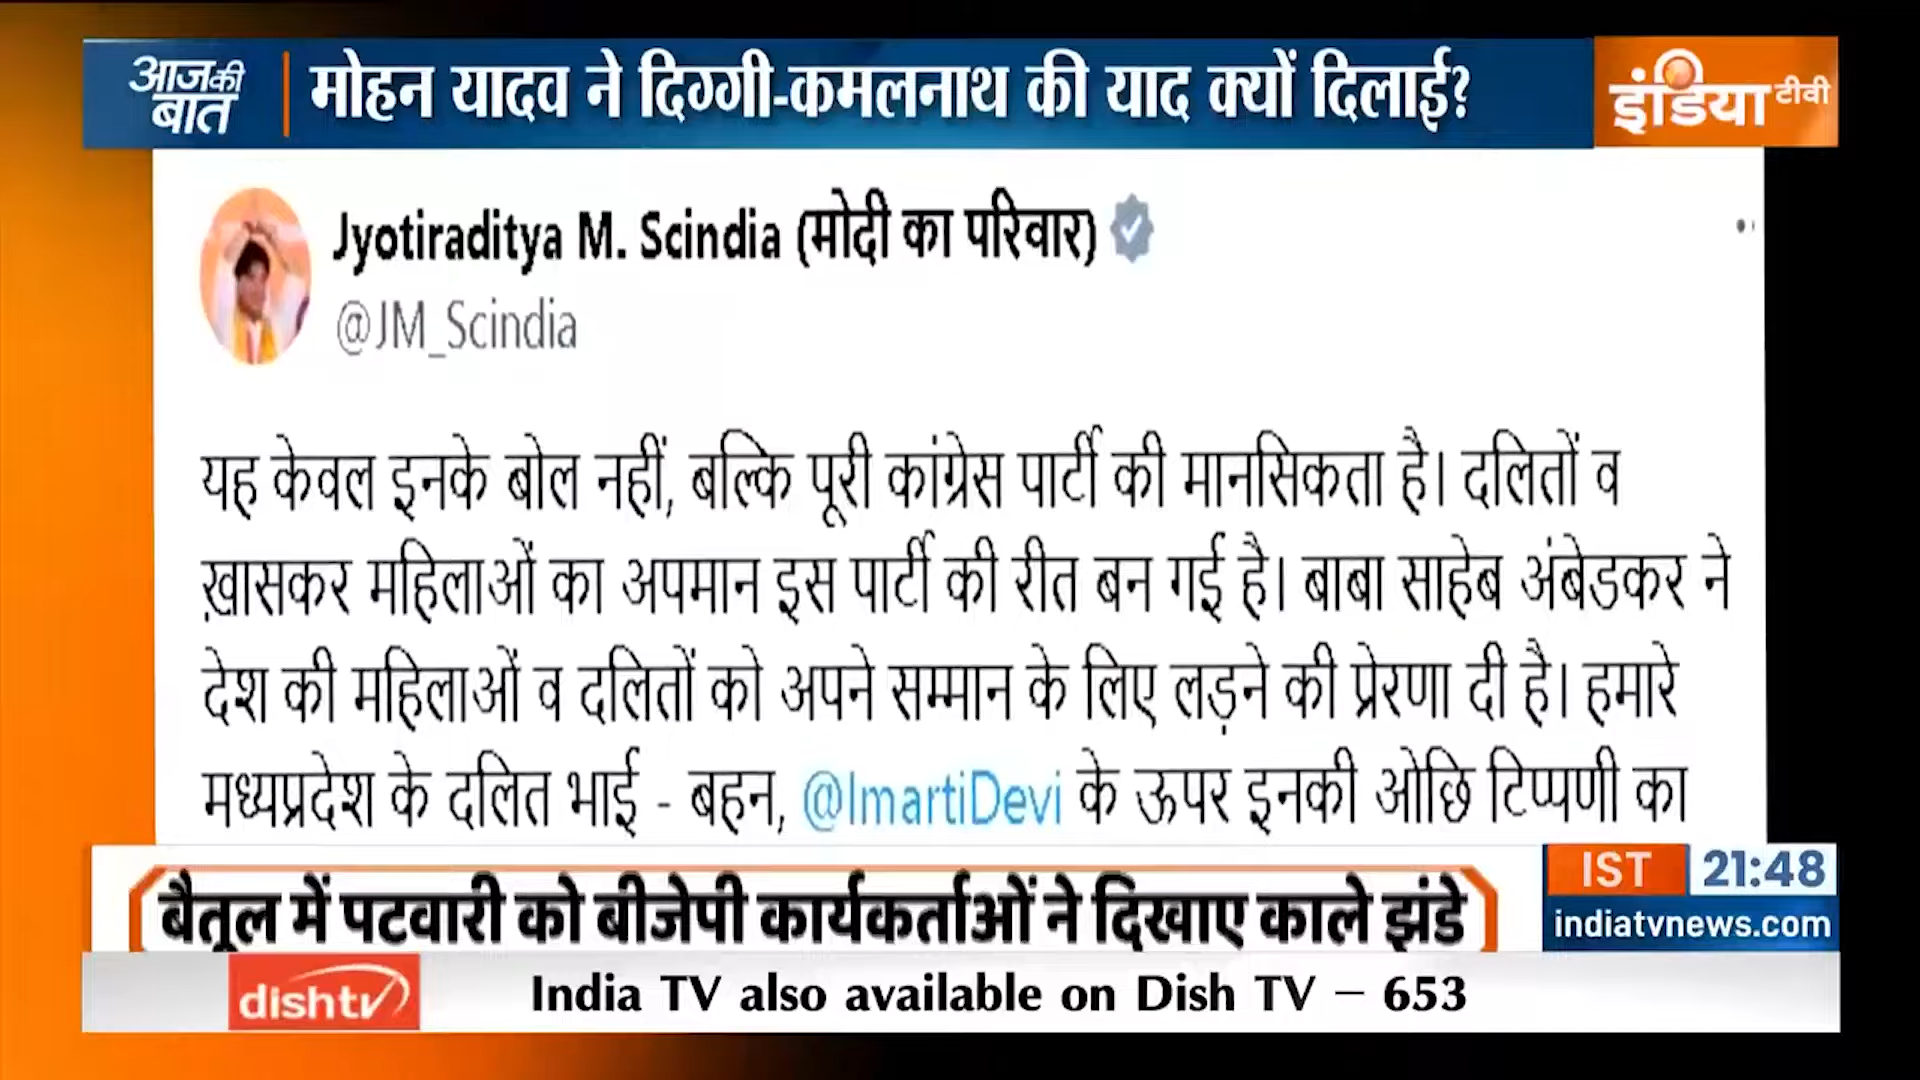 आज की बात
मोहन यादव ने दिग्गी-कमलनाथ की याद क्यों दिलाई?
इंडिया टीवी
Jyotiraditya M. Scindia (मोदी का परिवार)
@JM_Scindia
यह केवल इनके बोल नहीं, बल्कि पूरी कांग्रेस पार्टी की मानसिकता है। दलितों व
ख़ासकर महिलाओं का अपमान इस पार्टी की रीत बन गई है। बाबा साहेब अंबेडकर ने
देश की महिलाओं व दलितों को अपने सम्मान के लिए लड़ने की प्रेरणा दी है। हमारे
मध्यप्रदेश के दलित भाई - बहन, @ImartiDevi के ऊपर इनकी ओछि टिप्पणी का
बैतूल में पटवारी को बीजेपी कार्यकर्ताओं ने दिखाए काले झंडे
IST 21:48
indiatvnews.com
dishtv India TV also available on Dish TV – 653